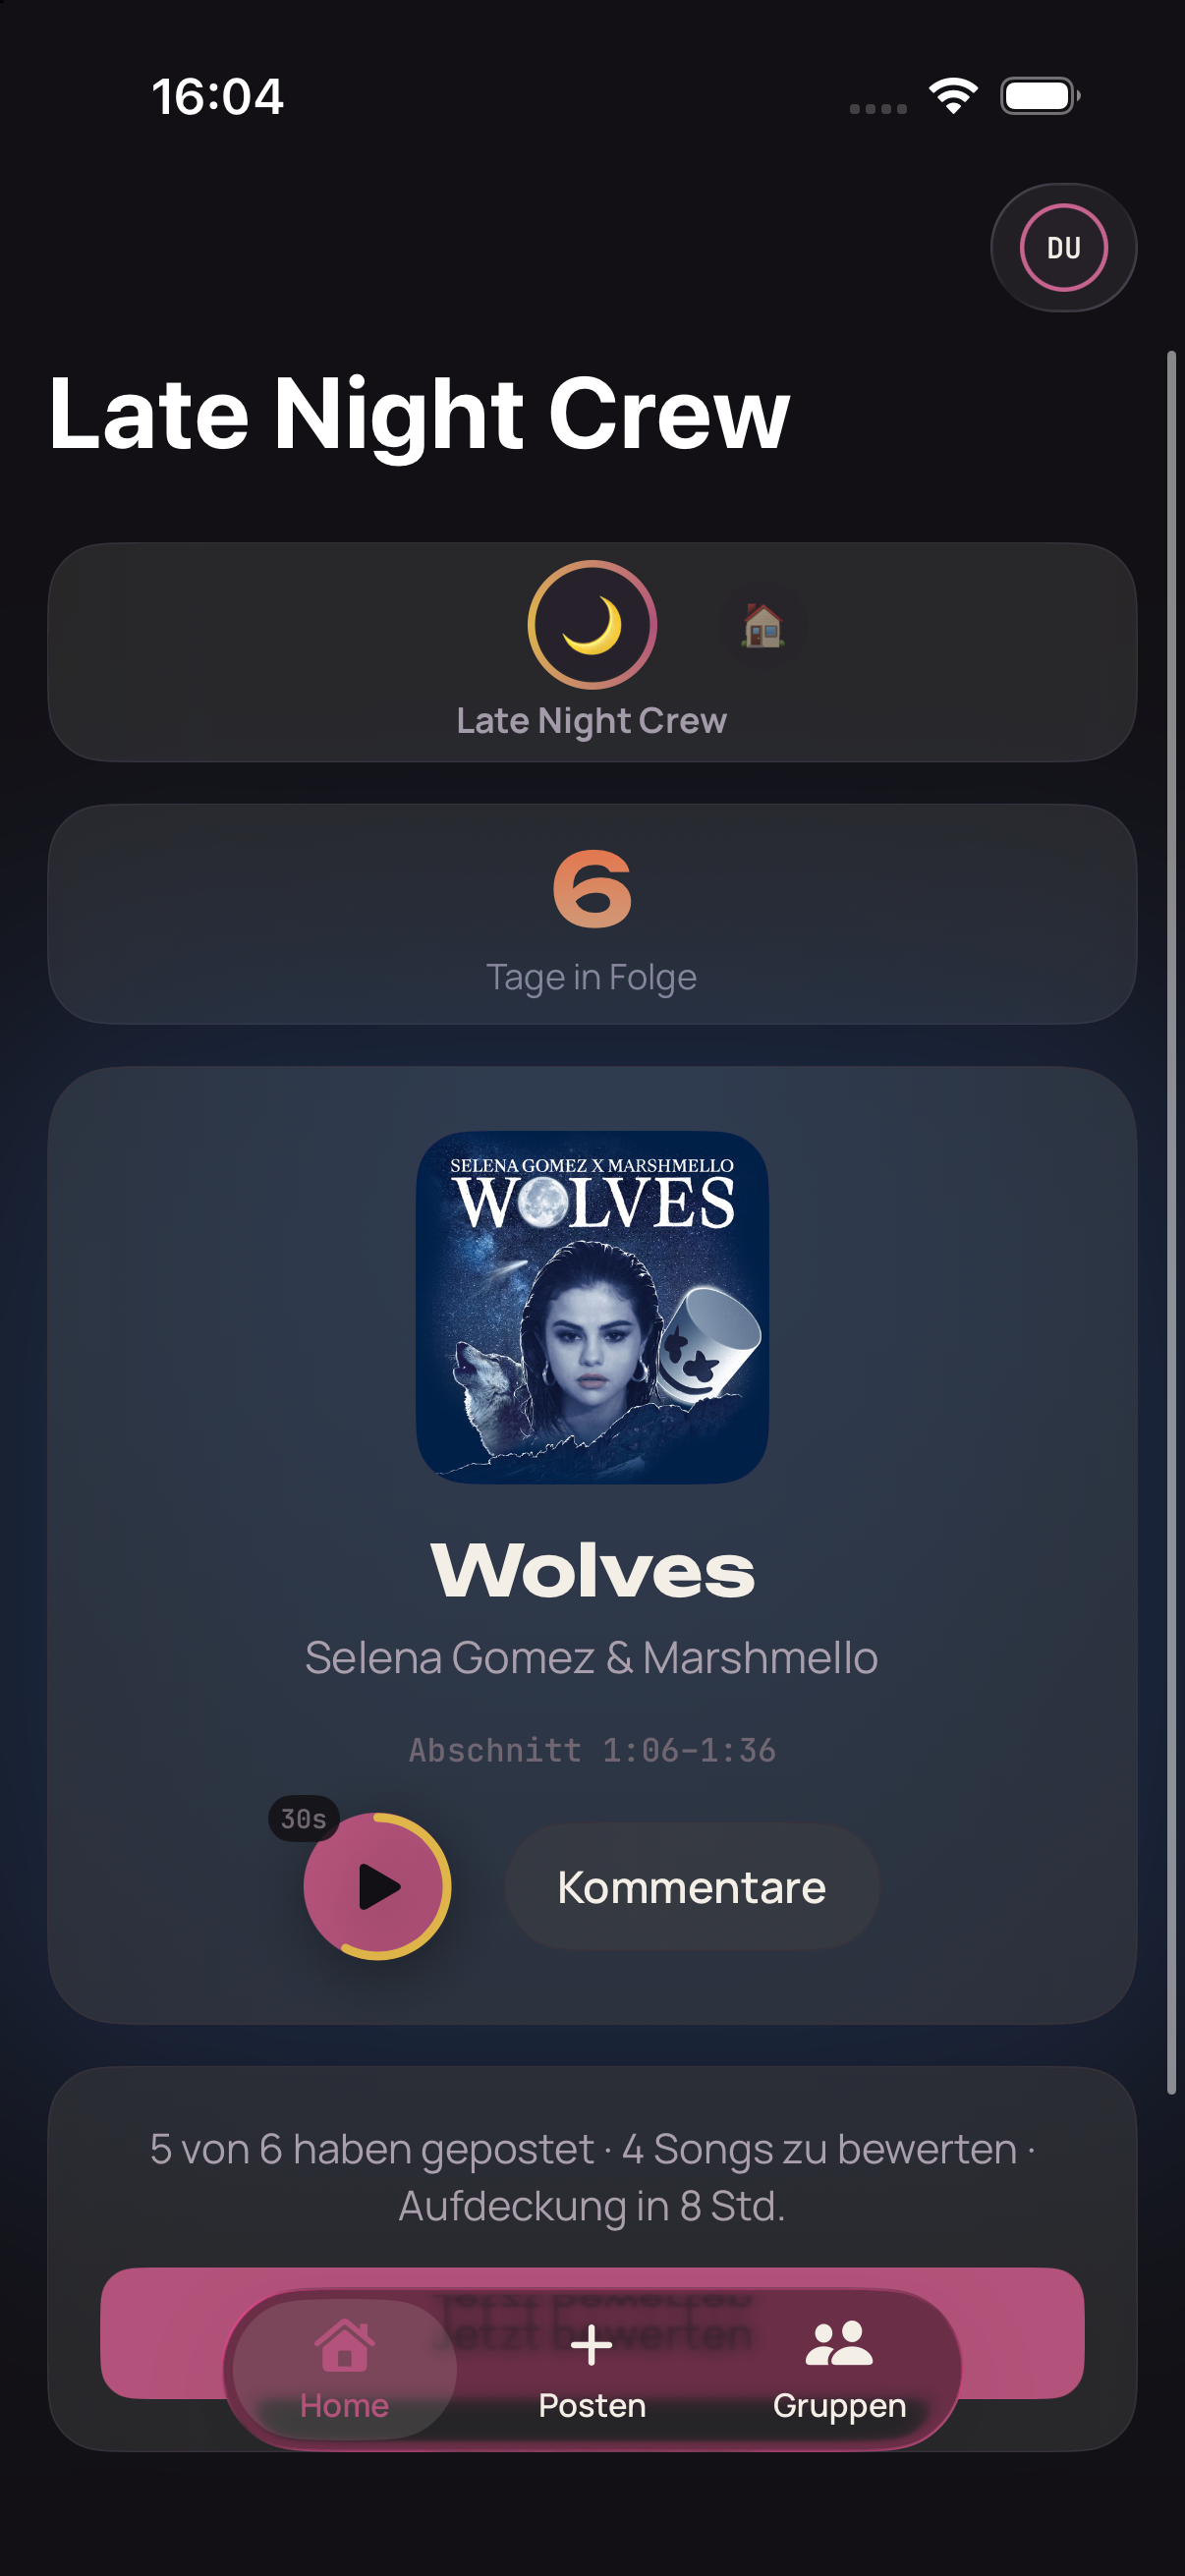 16:04
DU
Late Night Crew
Late Night Crew
6
Tage in Folge
SELENA GOMEZ X MARSHMELLO
WOLVES
Wolves
Selena Gomez & Marshmello
Abschnitt 1:06–1:36
30s
Kommentare
5 von 6 haben gepostet · 4 Songs zu bewerten ·
Aufdeckung in 8 Std.
Jetzt bewerten
Home
Posten
Gruppen